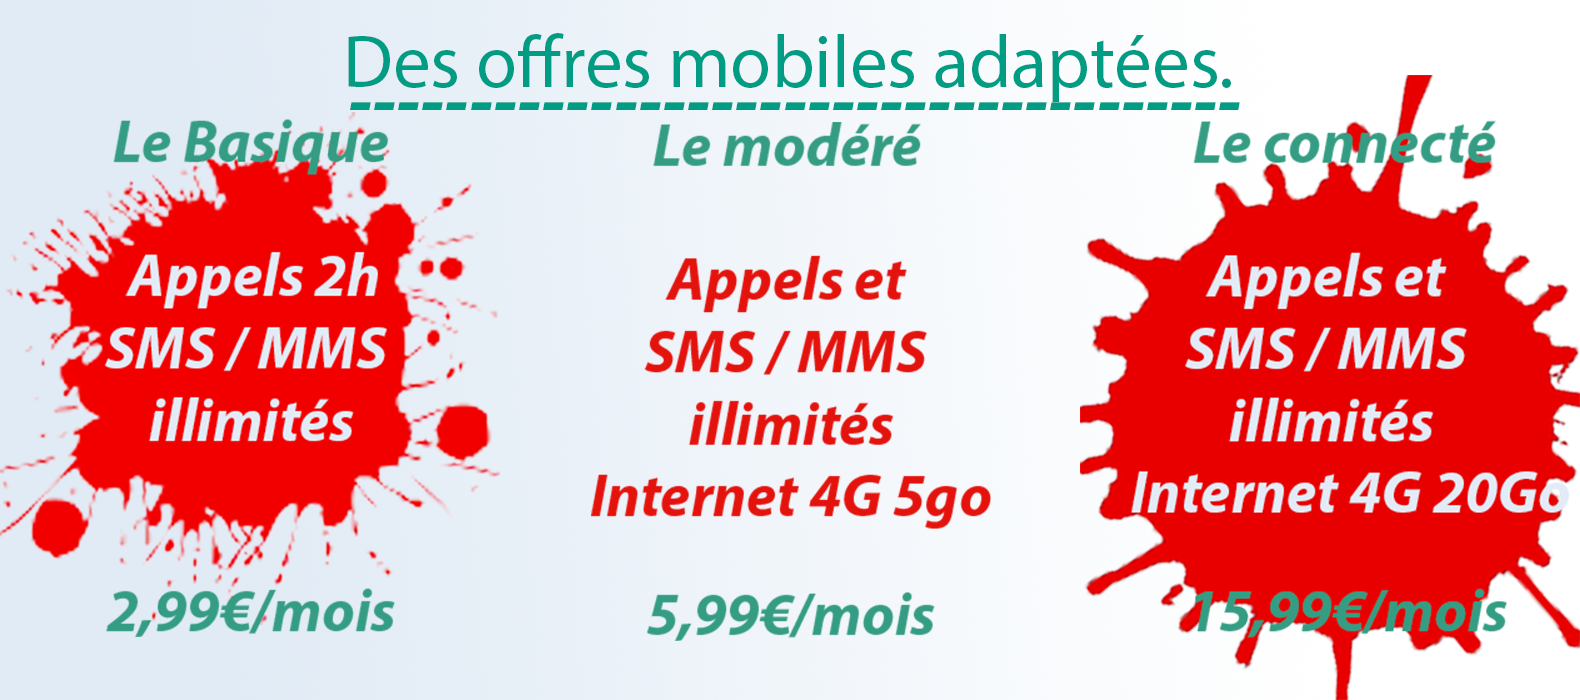 Des offres mobiles adaptées.
Le Basique
Appels 2h
SMS / MMS
illimités
2,99€/mois
Le modéré
Appels et
SMS / MMS
illimités
Internet 4G 5go
5,99€/mois
Le connecté
Appels et
SMS / MMS
illimités
Internet 4G 20Go
15,99€/mois